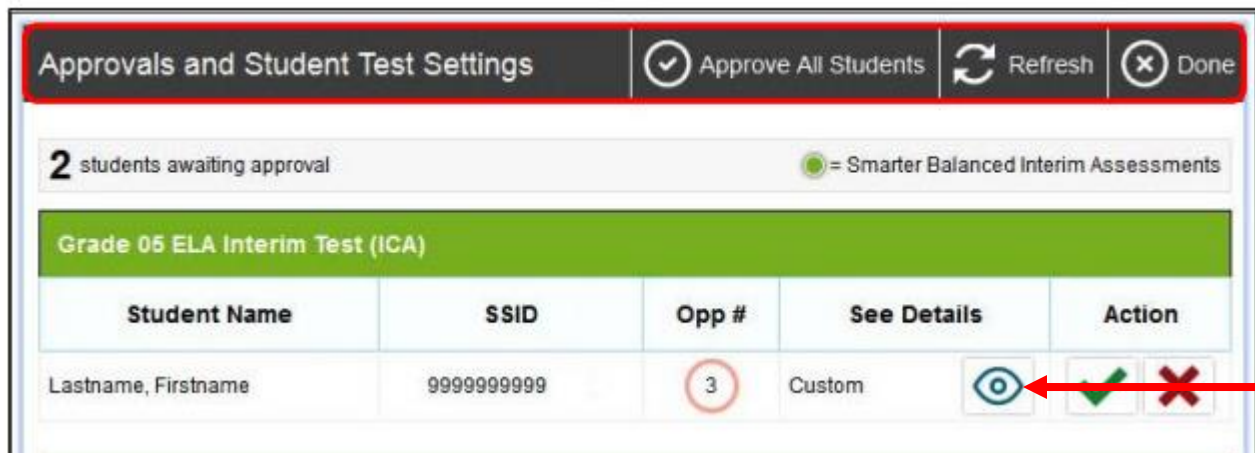 Approvals and Student Test Settings Approve All Students Refresh Done
2 students awaiting approval = Smarter Balanced Interim Assessments
Grade 05 ELA Interim Test (ICA)
Student Name SSID Opp # See Details Action
Lastname, Firstname 9999999999 3 Custom